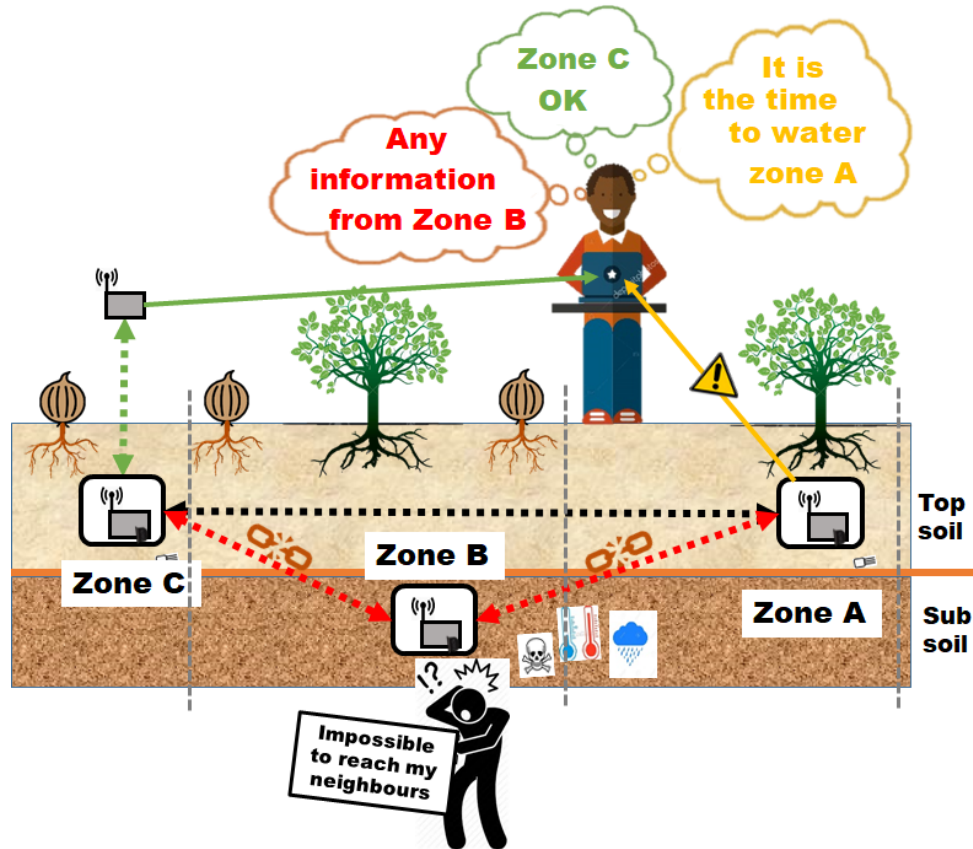 Zone C
OK
It is
the time
to water
zone A
Any
information
from Zone B
Top
soil
Zone B
Zone C
Zone A
Sub
soil
!?
Impossible
to reach my
neighbours